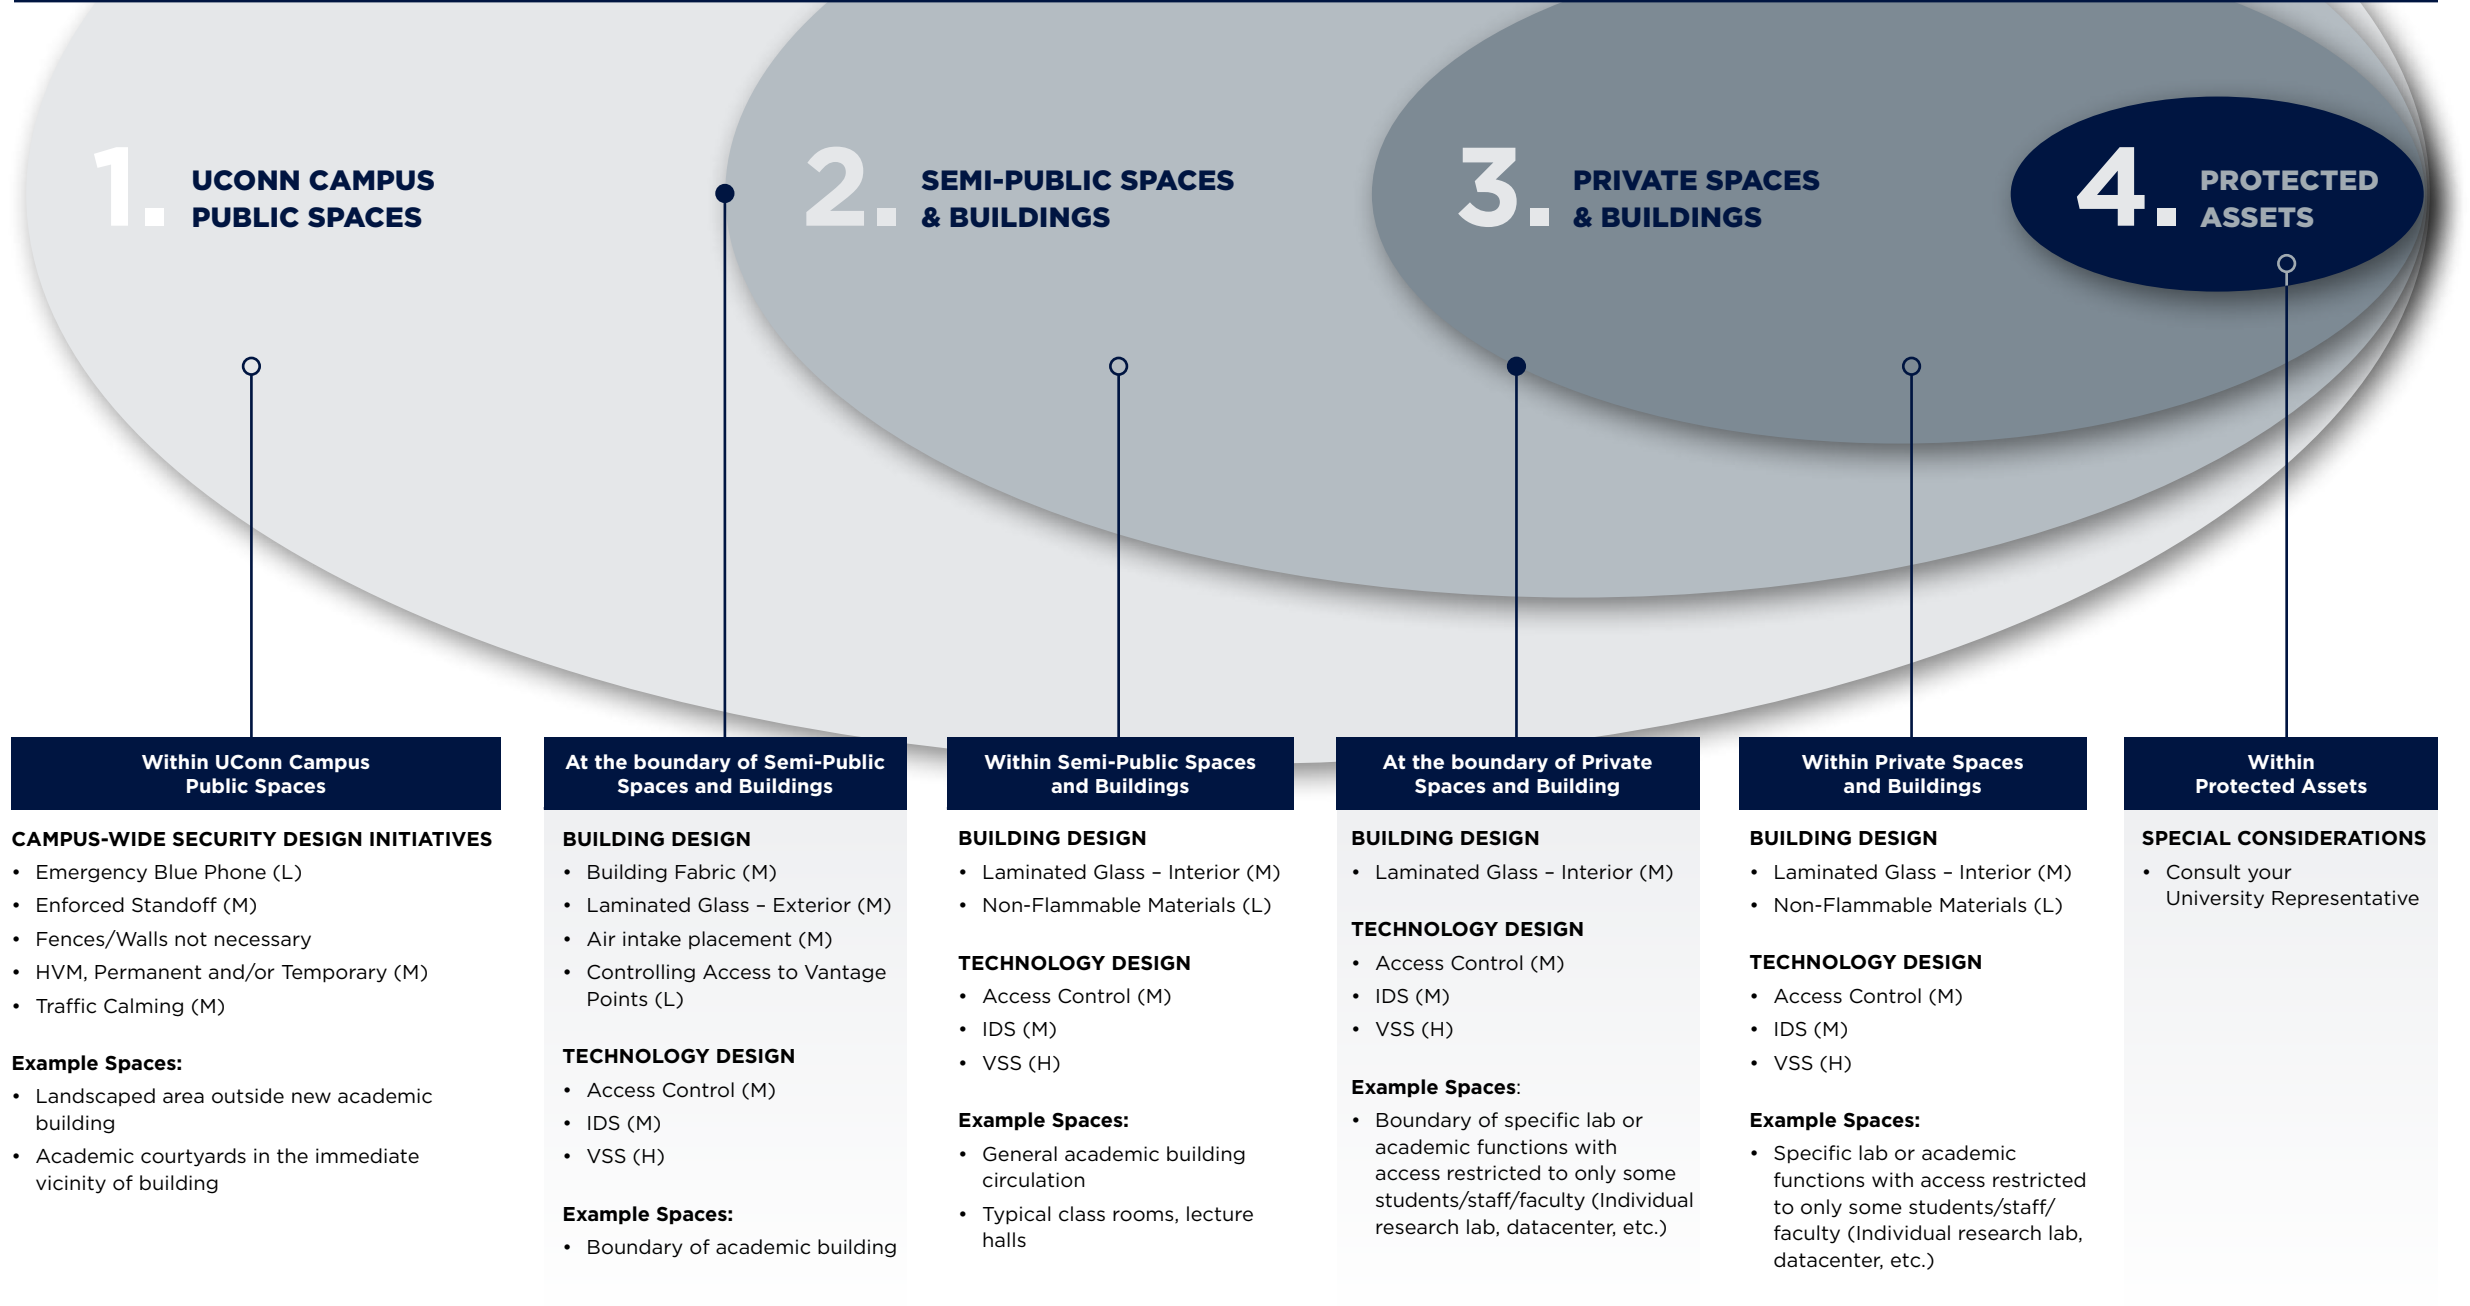 1.
UCONN CAMPUS
PUBLIC SPACES
2.
SEMI-PUBLIC SPACES
& BUILDINGS
3.
PRIVATE SPACES
& BUILDINGS
4.
PROTECTED
ASSETS
Within UConn Campus
Public Spaces
CAMPUS-WIDE SECURITY DESIGN INITIATIVES
• Emergency Blue Phone (L)
• Enforced Standoff (M)
• Fences/Walls not necessary
• HVM, Permanent and/or Temporary (M)
• Traffic Calming (M)
Example Spaces:
• Landscaped area outside new academic
building
• Academic courtyards in the immediate
vicinity of building
At the boundary of Semi-Public
Spaces and Buildings
BUILDING DESIGN
• Building Fabric (M)
• Laminated Glass – Exterior (M)
• Air intake placement (M)
• Controlling Access to Vantage
Points (L)
TECHNOLOGY DESIGN
• Access Control (M)
• IDS (M)
• VSS (H)
Example Spaces:
• Boundary of academic building
Within Semi-Public Spaces
and Buildings
BUILDING DESIGN
• Laminated Glass – Interior (M)
• Non-Flammable Materials (L)
TECHNOLOGY DESIGN
• Access Control (M)
• IDS (M)
• VSS (H)
Example Spaces:
• General academic building
circulation
• Typical class rooms, lecture
halls
At the boundary of Private
Spaces and Building
BUILDING DESIGN
• Laminated Glass – Interior (M)
TECHNOLOGY DESIGN
• Access Control (M)
• IDS (M)
• VSS (H)
Example Spaces:
• Boundary of specific lab or
academic functions with
access restricted to only some
students/staff/faculty (Individual
research lab, datacenter, etc.)
Within Private Spaces
and Buildings
BUILDING DESIGN
• Laminated Glass – Interior (M)
• Non-Flammable Materials (L)
TECHNOLOGY DESIGN
• Access Control (M)
• IDS (M)
• VSS (H)
Example Spaces:
• Specific lab or academic
functions with access restricted
to only some students/staff/
faculty (Individual research lab,
datacenter, etc.)
Within
Protected Assets
SPECIAL CONSIDERATIONS
• Consult your
University Representative